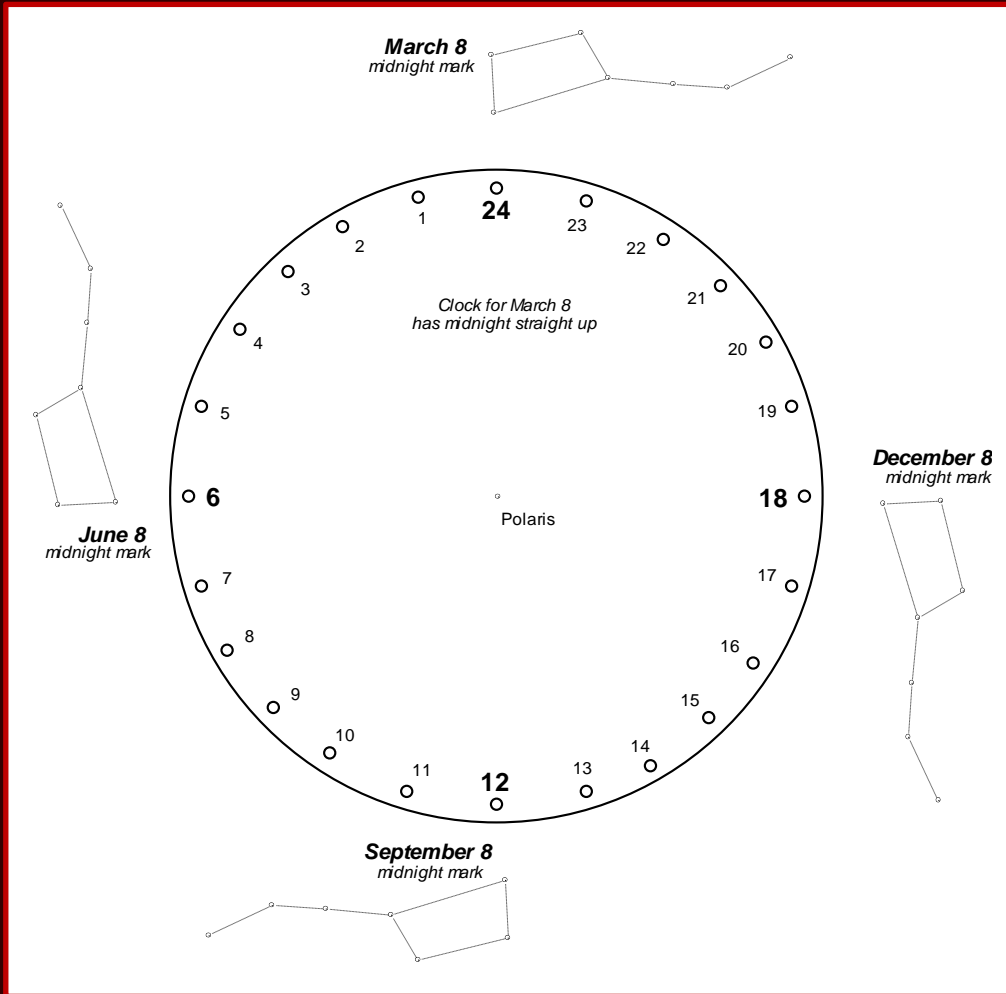 March 8
midnight mark
24
1
23
2
22
3
21
Clock for March 8
has midnight straight up
4
20
5
19
December 8
midnight mark
6
18
Polaris
June 8
midnight mark
7
17
8
16
9
15
10
14
11
12
13
September 8
midnight mark